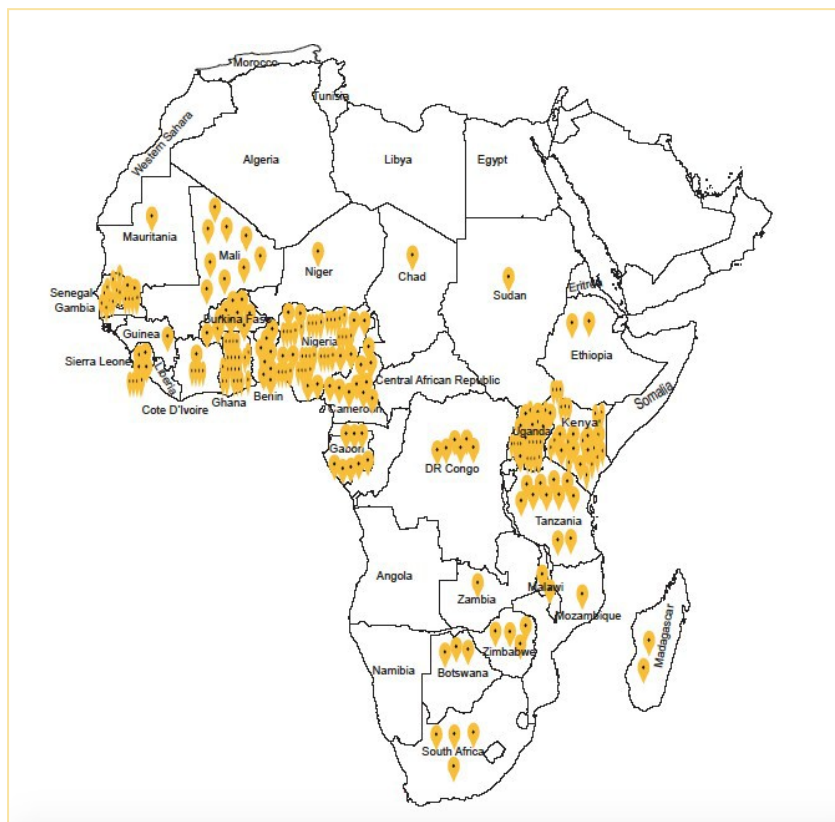 Morocco
Tunisia
Western Sahara
Algeria
Libya
Egypt
Mauritania
Mali
Niger
Chad
Sudan
Eritrea
Senegal
Gambia
Burkina Faso
Guinea
Nigeria
Ethiopia
Sierra Leone
Liberia
Central African Republic
Somalia
Cote D'Ivoire
Ghana
Benin
Cameroun
Uganda
Kenya
Gabon
DR Congo
Tanzania
Angola
Malawi
Zambia
Mozambique
Madagascar
Zimbabwe
Namibia
Botswana
South Africa